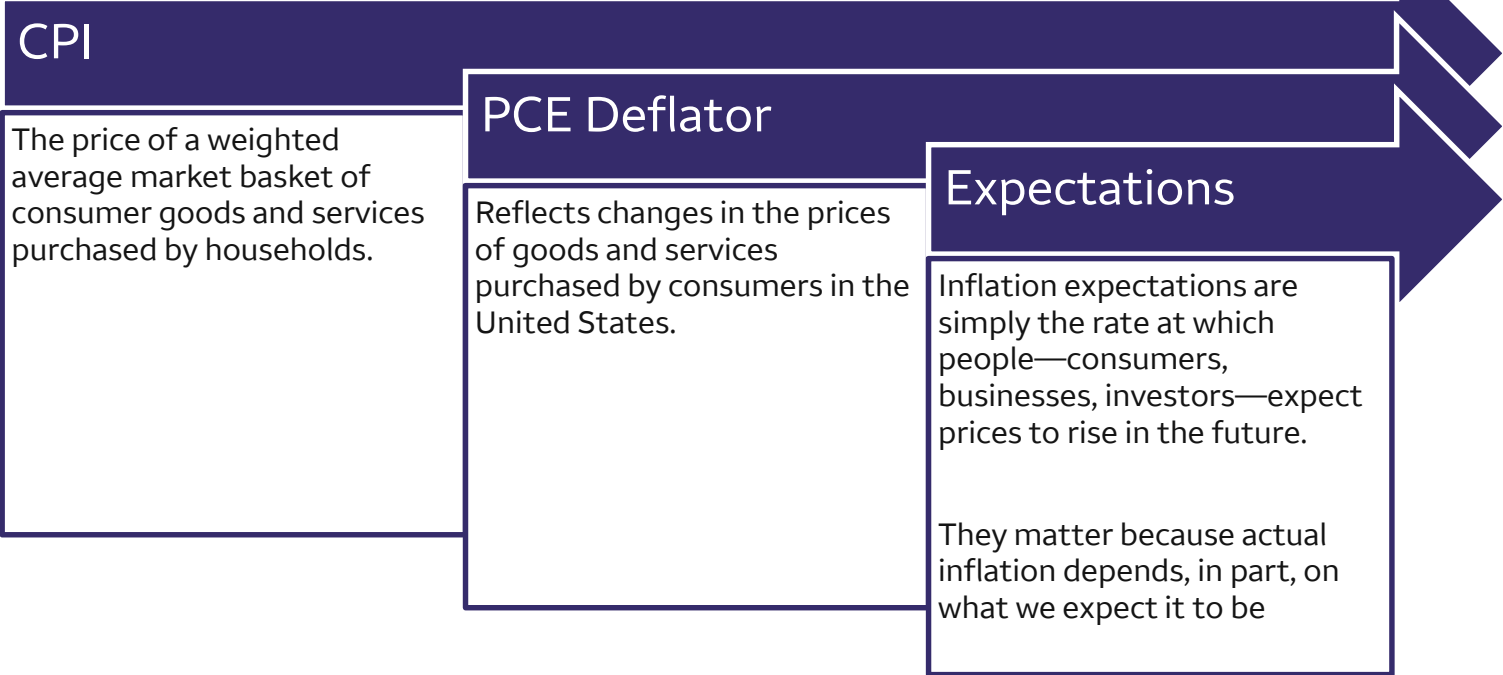 CPI
The price of a weighted
average market basket of
consumer goods and services
purchased by households.
PCE Deflator
Reflects changes in the prices
of goods and services
purchased by consumers in the
United States.
Expectations
Inflation expectations are
simply the rate at which
people—consumers,
businesses, investors—expect
prices to rise in the future.
They matter because actual
inflation depends, in part, on
what we expect it to be